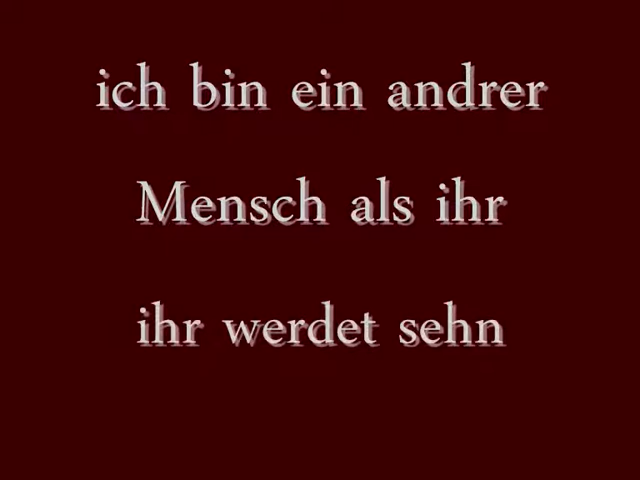 ich bin ein andrer
Mensch als ihr
ihr werdet sehn